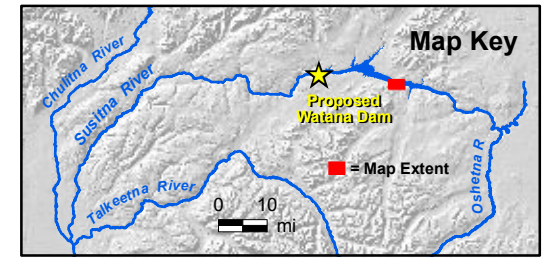 Map Key
Chulitna River
Susitna River
Proposed
Watana Dam
Talkeetna River
= Map Extent
Oshetna R
0 10
mi